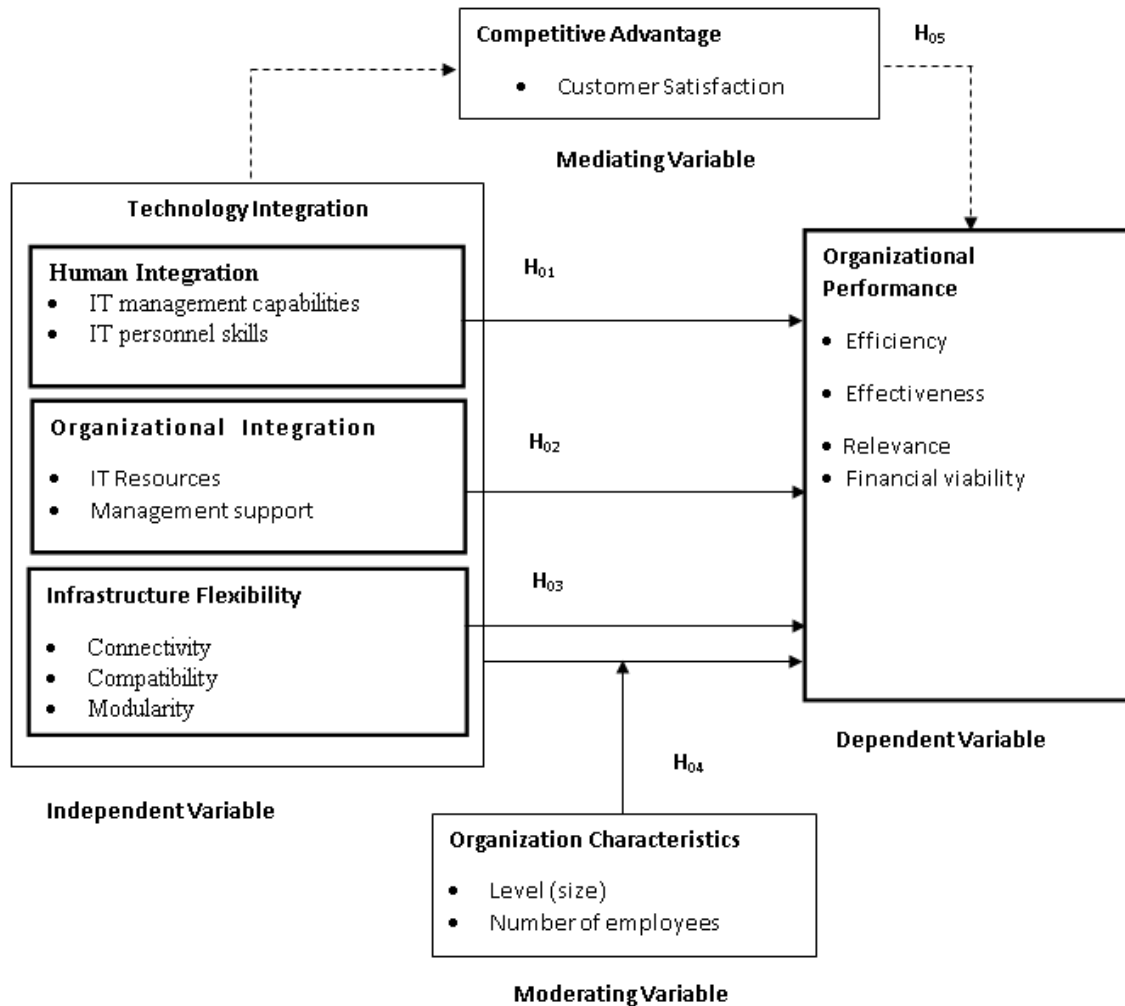 Competitive Advantage
• Customer Satisfaction
H05
Mediating Variable
Technology Integration
Human Integration
• IT management capabilities
• IT personnel skills
H01
Organizational Integration
• IT Resources
• Management support
H02
Infrastructure Flexibility
• Connectivity
• Compatibility
• Modularity
H03
Organizational
Performance
• Efficiency
• Effectiveness
• Relevance
• Financial viability
Dependent Variable
H04
Independent Variable
Organization Characteristics
• Level (size)
• Number of employees
Moderating Variable